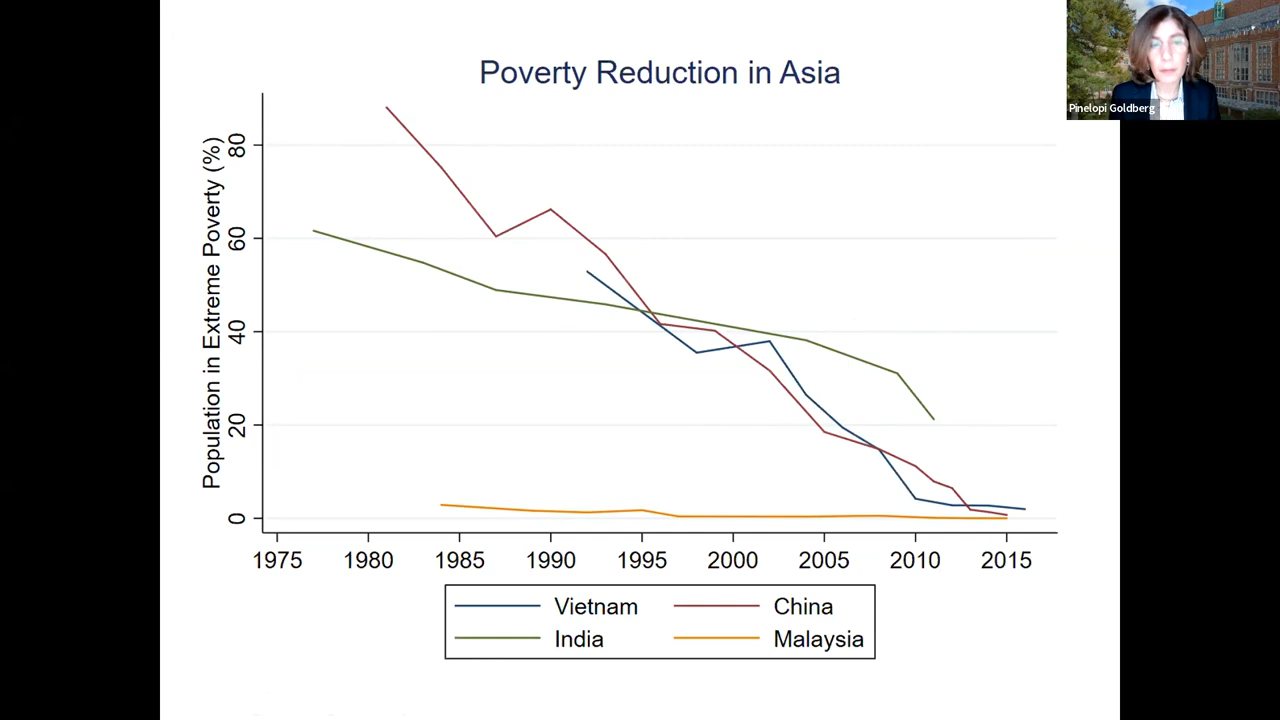 Poverty Reduction in Asia
Pinelopi Goldberg
Population in Extreme Poverty (%)
80
60
40
20
0
1975 1980 1985 1990 1995 2000 2005 2010 2015
Vietnam China
India Malaysia